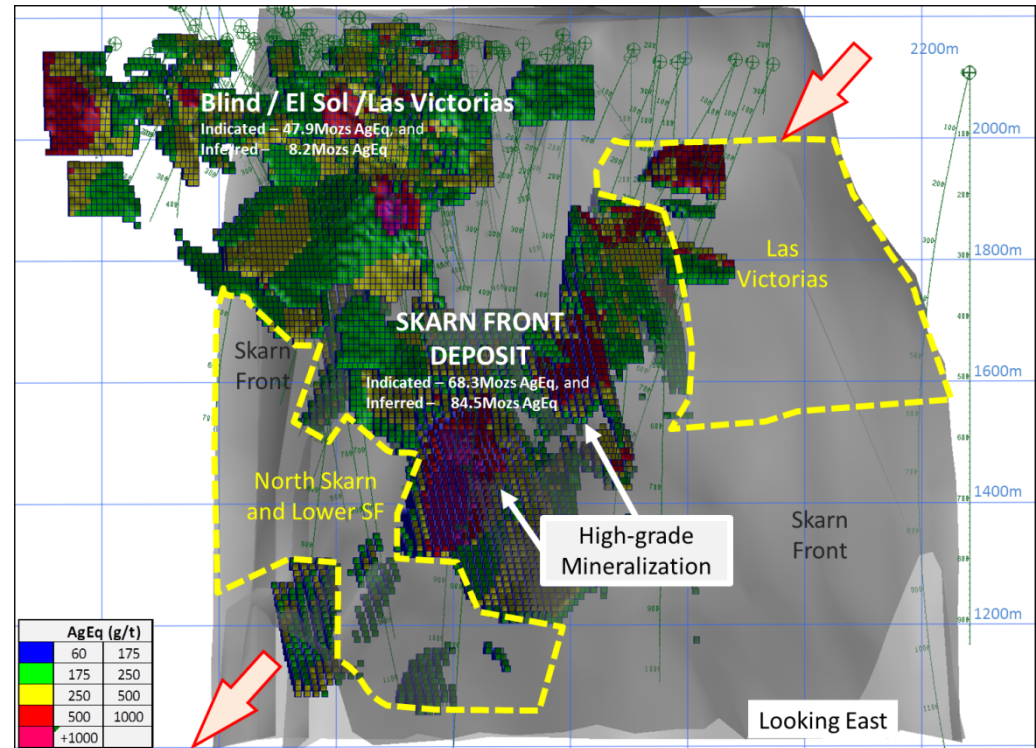 2200m
Blind / El Sol /Las Victorias
Indicated – 47.9Mozs AgEq, and
Inferred – 8.2Mozs AgEq
2000m
Las
Victorias
1800m
SKARN FRONT
DEPOSIT
Indicated – 68.3Mozs AgEq, and
Inferred – 84.5Mozs AgEq
Skarn
Front
1600m
North Skarn
and Lower SF
1400m
High-grade
Mineralization
Skarn
Front
1200m
AgEq (g/t)
60 175
175 250
250 500
500 1000
+1000
Looking East